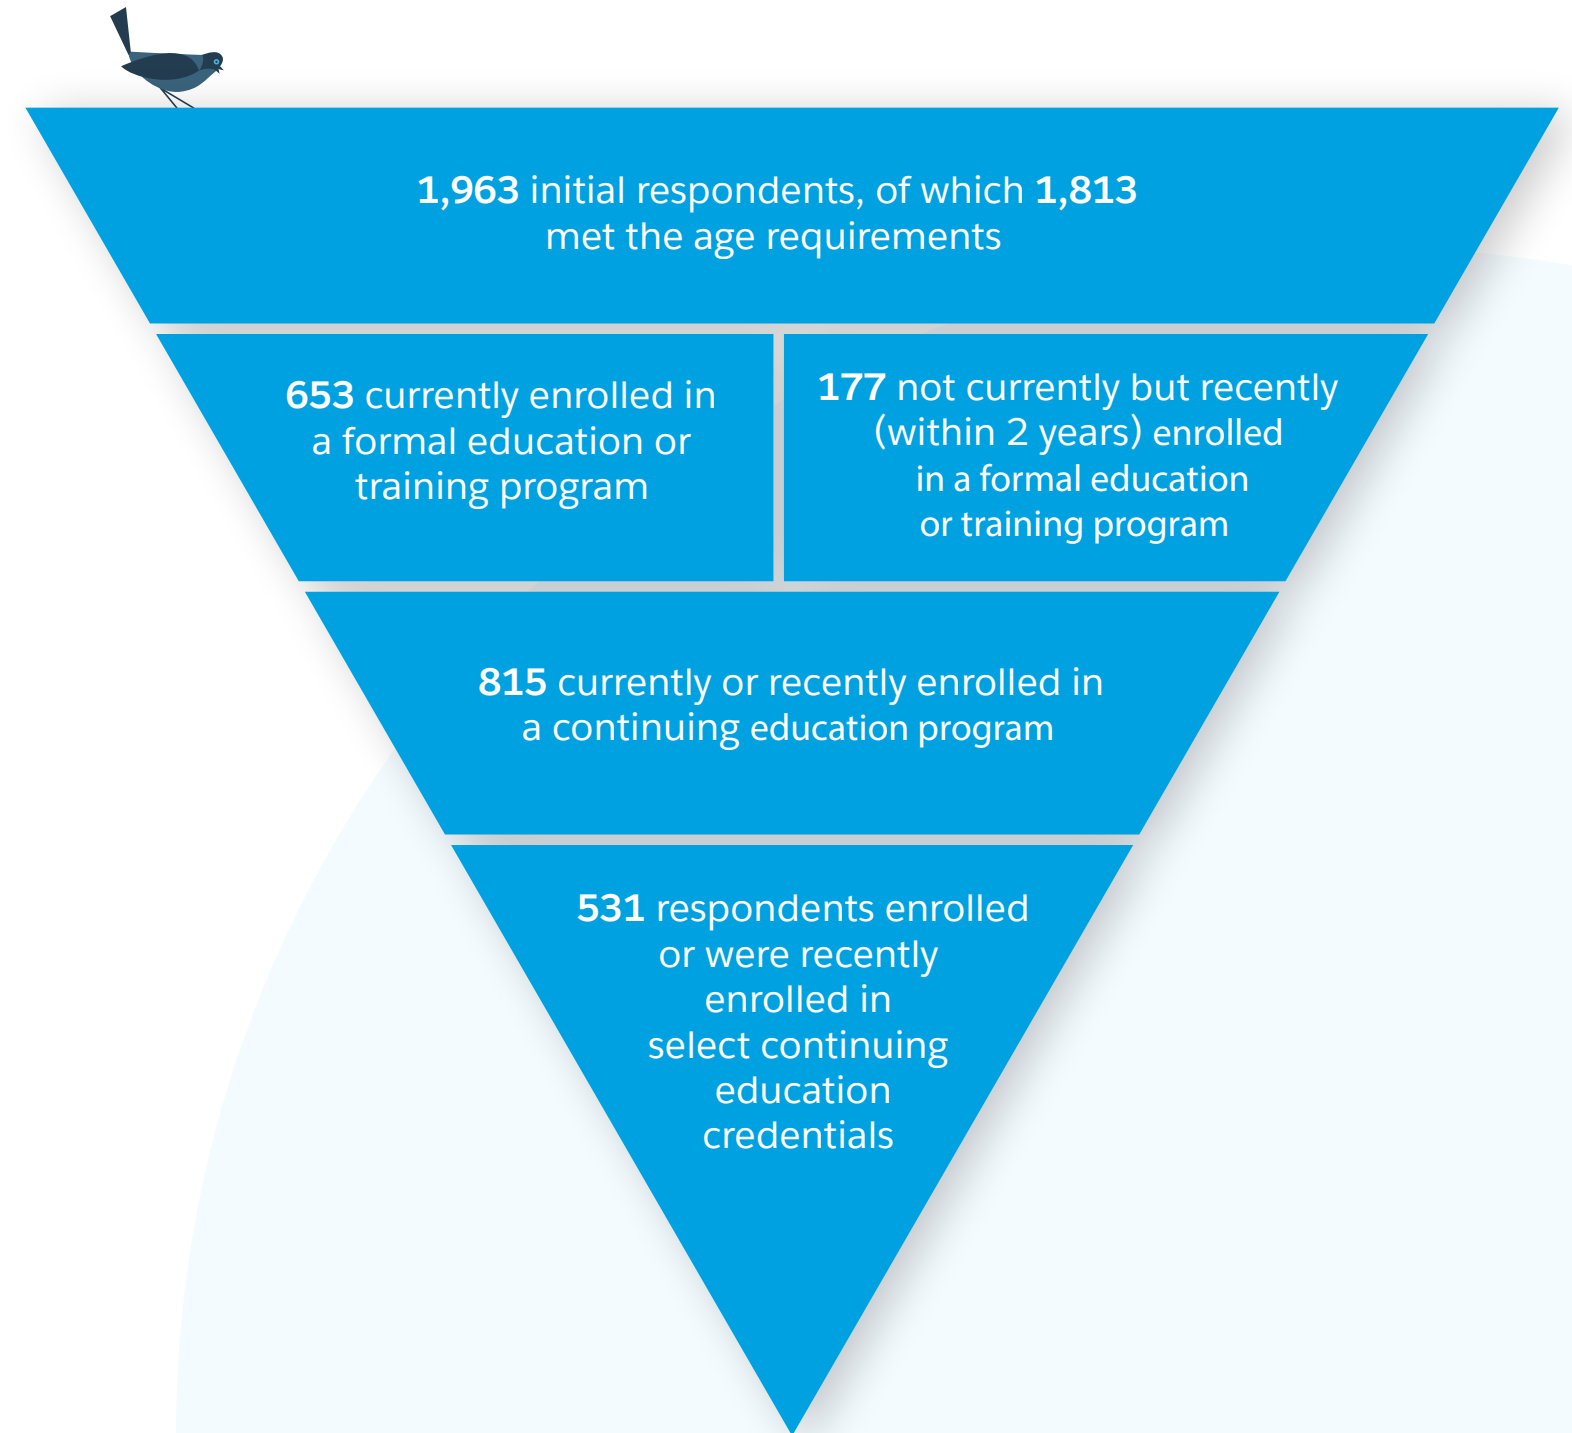 1,963 initial respondents, of which 1,813
met the age requirements
653 currently enrolled in
a formal education or
training program
177 not currently but recently
(within 2 years) enrolled
in a formal education
or training program
815 currently or recently enrolled in
a continuing education program
531 respondents enrolled
or were recently
enrolled in
select continuing
education
credentials